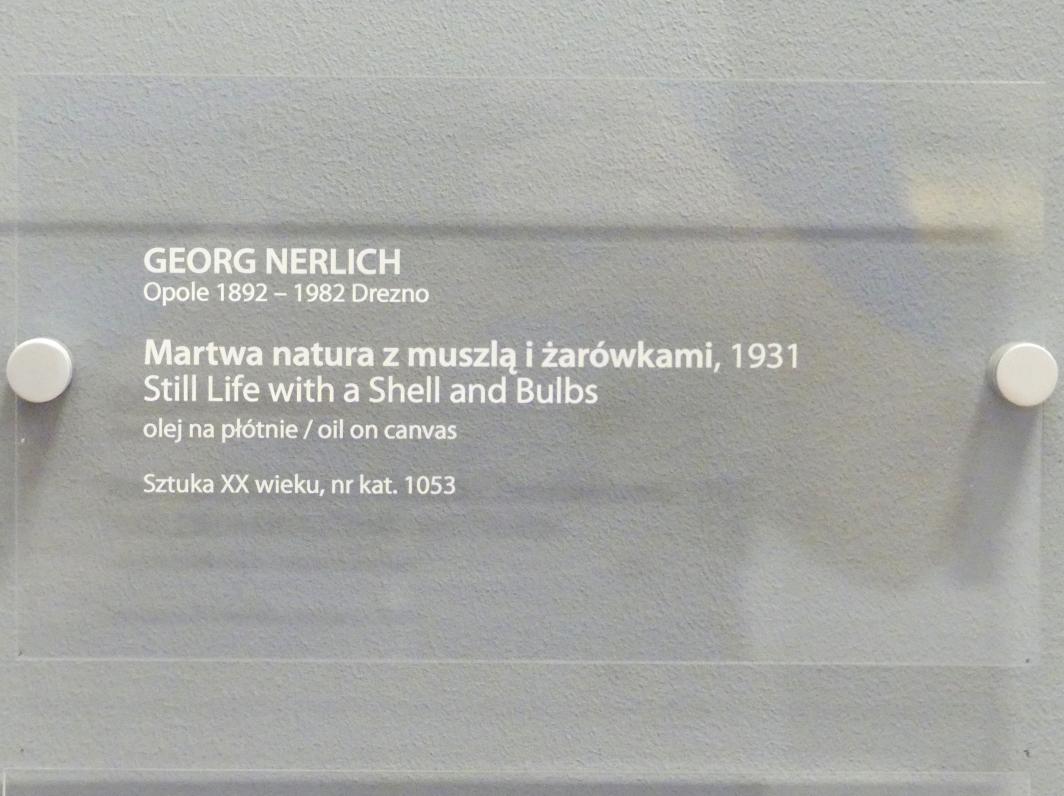 GEORG NERLICH
Opole 1892 – 1982 Drezno
Martwa natura z muszlą i żarówkami, 1931
Still Life with a Shell and Bulbs
olej na płótnie / oil on canvas
Sztuka XX wieku, nr kat. 1053